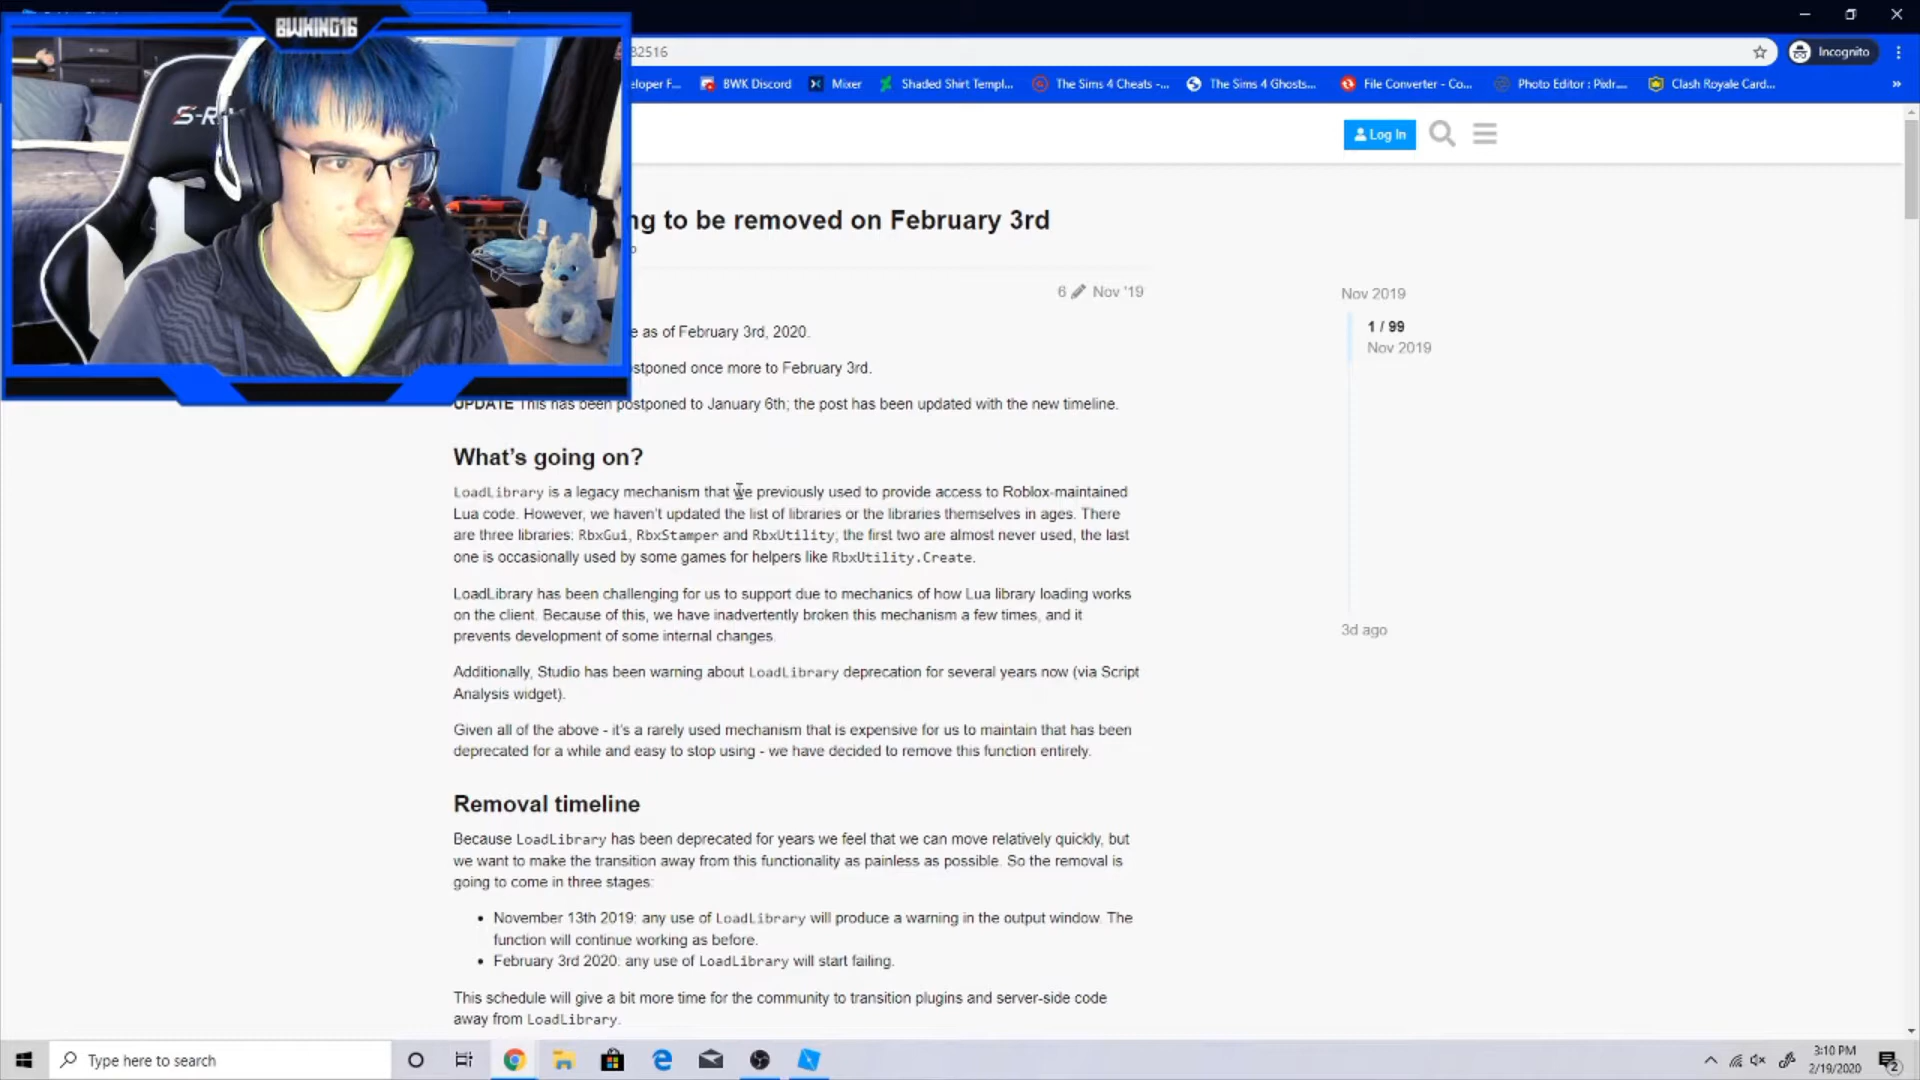 BWKING16
32516
Incognito
eloper F...
BWK Discord
Mixer
Shaded Shirt Templ...
The Sims 4 Cheats -...
The Sims 4 Ghosts...
File Converter - Co...
Photo Editor : Pixlr...
Clash Royale Card...
»
Log In
ng to be removed on February 3rd
6
Nov '19
Nov 2019
1 / 99
Nov 2019
3d ago
e as of February 3rd, 2020.
stponed once more to February 3rd.
UPDATE This has been postponed to January 6th; the post has been updated with the new timeline.
What's going on?
LoadLibrary is a legacy mechanism that we previously used to provide access to Roblox-maintained
Lua code. However, we haven't updated the list of libraries or the libraries themselves in ages. There
are three libraries: RbxGui, RbxStamper and RbxUtility; the first two are almost never used, the last
one is occasionally used by some games for helpers like RbxUtility.Create.
LoadLibrary has been challenging for us to support due to mechanics of how Lua library loading works
on the client. Because of this, we have inadvertently broken this mechanism a few times, and it
prevents development of some internal changes.
Additionally, Studio has been warning about LoadLibrary deprecation for several years now (via Script
Analysis widget).
Given all of the above - it's a rarely used mechanism that is expensive for us to maintain that has been
deprecated for a while and easy to stop using - we have decided to remove this function entirely.
Removal timeline
Because LoadLibrary has been deprecated for years we feel that we can move relatively quickly, but
we want to make the transition away from this functionality as painless as possible. So the removal is
going to come in three stages:
• November 13th 2019: any use of LoadLibrary will produce a warning in the output window. The
function will continue working as before.
• February 3rd 2020: any use of LoadLibrary will start failing.
This schedule will give a bit more time for the community to transition plugins and server-side code
away from LoadLibrary.
Type here to search
3:10 PM
2/19/2020
2